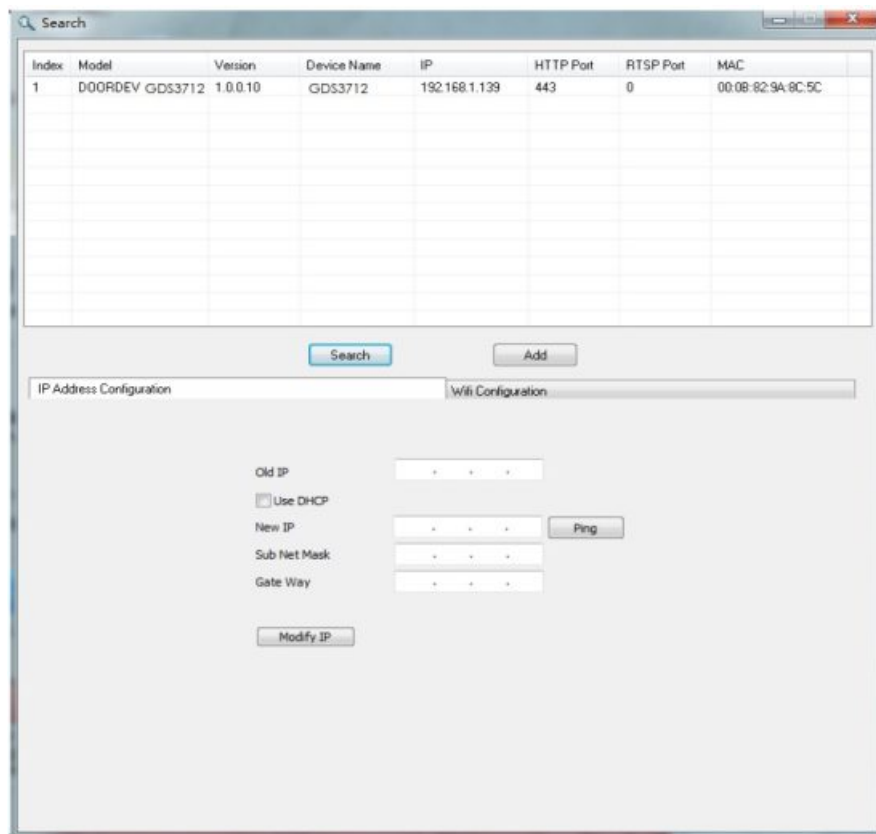 Search
Index Model Version Device Name IP HTTP Port RTSP Port MAC
1 DOORDEV GDS3712 1.0.0.10 GDS3712 192.168.1.139 443 0 00:0B:82:9A:8C:5C
Search Add
IP Address Configuration Wifi Configuration
Old IP . . .
Use DHCP
New IP . . . Ping
Sub Net Mask . . .
Gate Way . . .
Modify IP